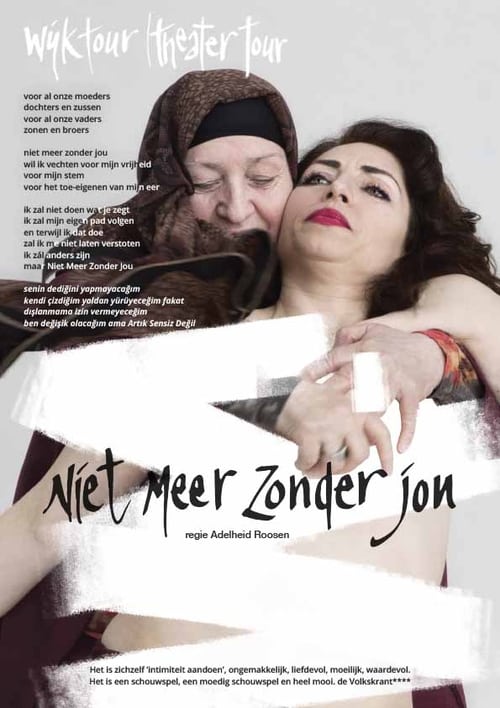 Wijktour | theatertour
voor al onze moeders
dochters en zussen
voor al onze vaders
zonen en broers
niet meer zonder jou
wil ik vechten voor mijn vrijheid
voor mijn stem
voor het toe-eigenen van mijn eer
ik zal niet doen wat je zegt
ik zal mijn eigen pad volgen
en terwijl ik dat doe
zal ik me niet laten verstoten
ik zál anders zijn
maar Niet Meer Zonder Jou
senin dediğini yapmayacağım
kendi çizdiğim yoldan yürüyeceğim fakat
dışlanmama izin vermeyeceğim
ben değişik olacağım ama Artık Sensiz Değil
Niet Meer Zonder jou
regie Adelheid Roosen
Het is zichzelf ‘intimiteit aandoen’, ongemakkelijk, liefdevol, moeilijk, waardevol.
Het is een schouwspel, een moedig schouwspel en heel mooi. de Volkskrant****